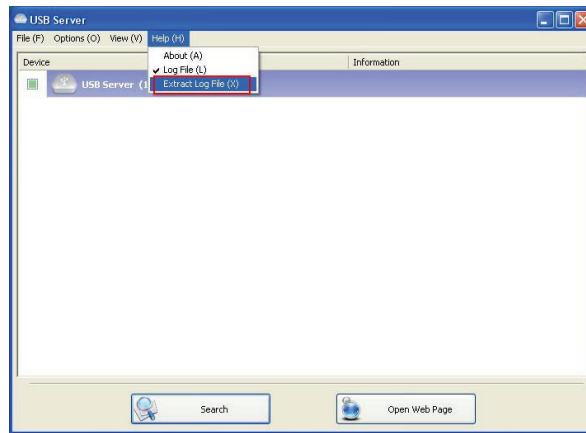 USB Server
File (F) Options (O) View (V) Help (H)
About (A)
Log File (L)
Extract Log File (X)
Device Information
USB Server (1
Search Open Web Page